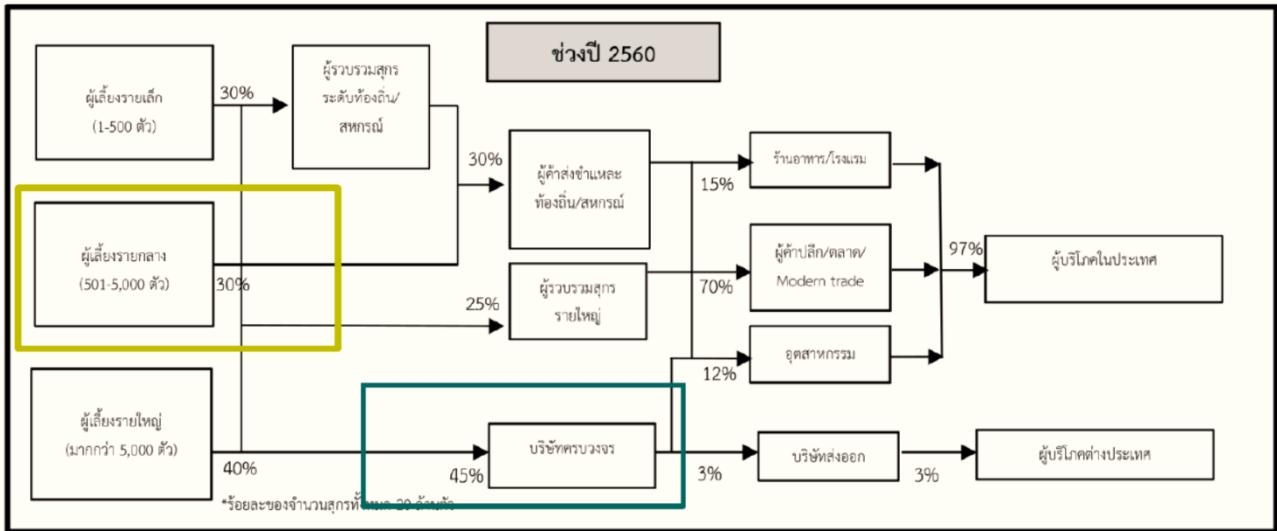 ช่วงปี 2560
ผู้เลี้ยงรายเล็ก
(1-500 ตัว)
30%
ผู้รวบรวมสุกร
ระดับท้องถิ่น/
สหกรณ์
30%
ผู้ค้าส่งชำแหละ
ท้องถิ่น/สหกรณ์
ร้านอาหาร/โรงแรม
15%
ผู้เลี้ยงรายกลาง
(501-5,000 ตัว)
30%
25%
ผู้รวบรวมสุกร
รายใหญ่
ผู้ค้าปลีก/ตลาด/
Modern trade
70%
97%
ผู้บริโภคในประเทศ
อุตสาหกรรม
12%
ผู้เลี้ยงรายใหญ่
(มากกว่า 5,000 ตัว)
40%
45%
บริษัทครบวงจร
3%
บริษัทส่งออก
3%
ผู้บริโภคต่างประเทศ
*ร้อยละของจำนวนสุกรทั้งหมด 20 ล้านตัว